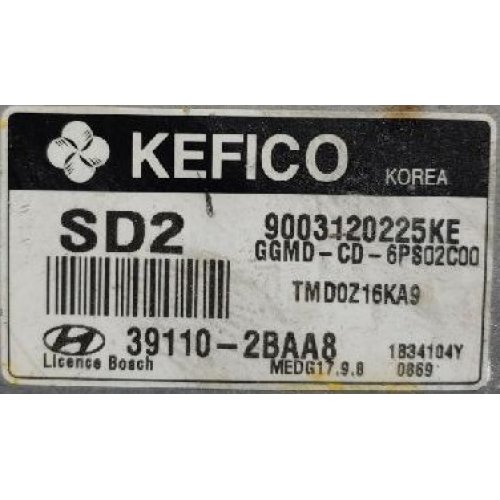 KEFICO KOREA
SD2
9003120225KE
GGMD-CD-6PS02C00
TMD0Z16KA9
39110-2BAA8
1B34104Y
Licence Bosch
MEDG17.9.8
0869